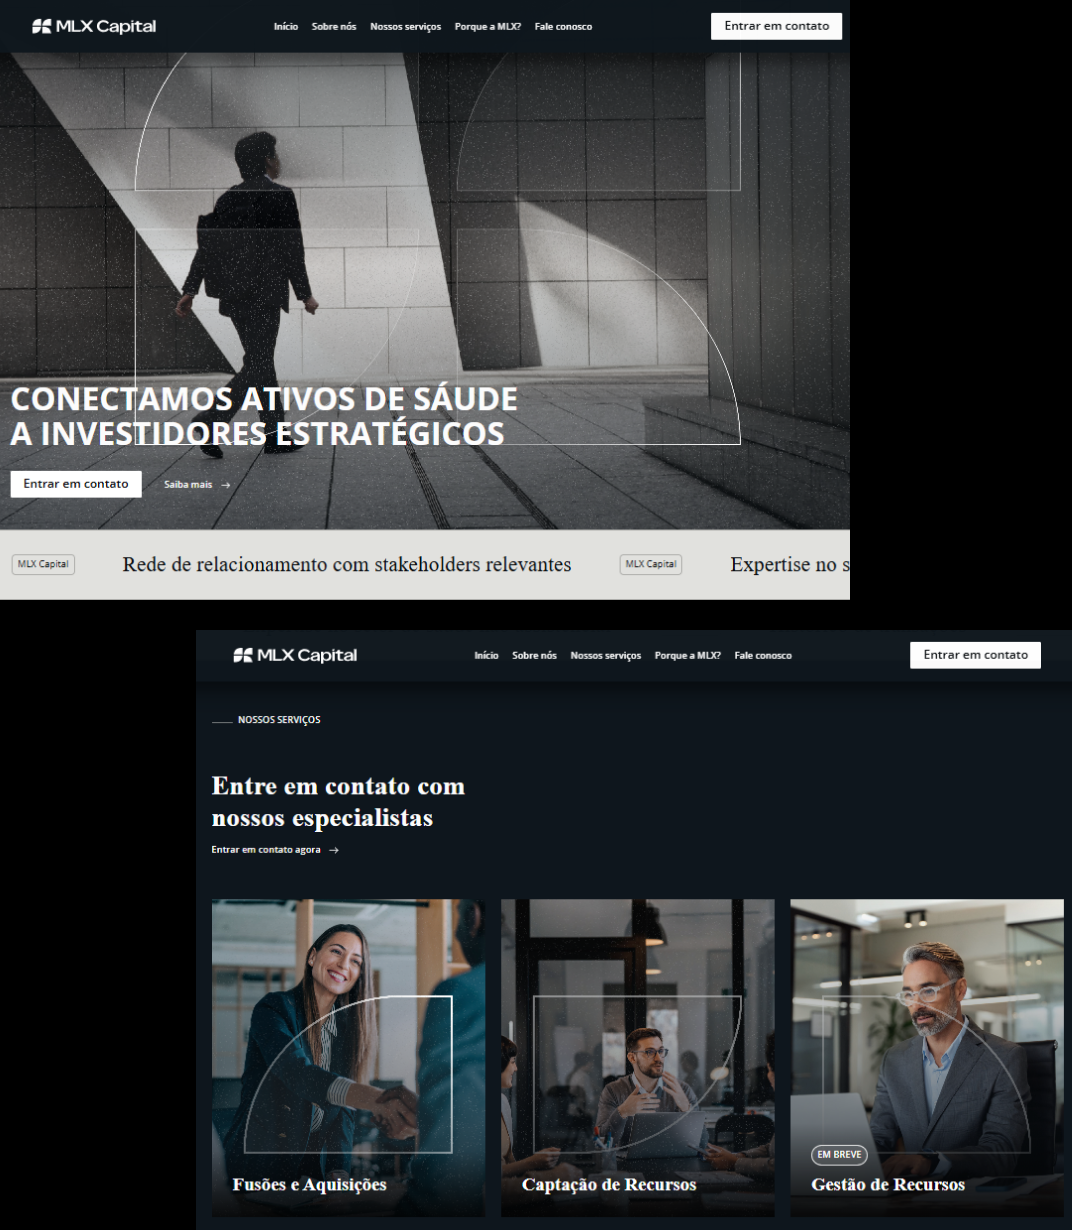 MLX Capital
Início Sobre nós Nossos serviços Porque a MLX? Fale conosco
Entrar em contato
CONECTAMOS ATIVOS DE SÁUDE
A INVESTIDORES ESTRATÉGICOS
Entrar em contato
Saiba mais →
MLX Capital
Rede de relacionamento com stakeholders relevantes
MLX Capital
Expertise no s
MLX Capital
Início Sobre nós Nossos serviços Porque a MLX? Fale conosco
Entrar em contato
NOSSOS SERVIÇOS
Entre em contato com
nossos especialistas
Entrar em contato agora →
Fusões e Aquisições
Captação de Recursos
EM BREVE
Gestão de Recursos